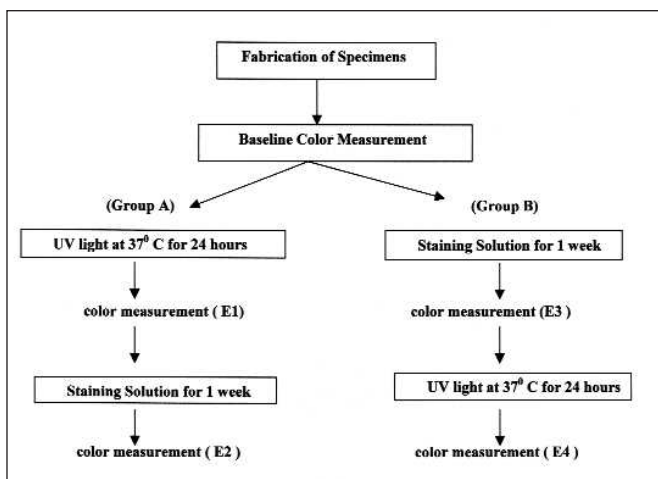 Fabrication of Specimens
Baseline Color Measurement
(Group A)
(Group B)
UV light at 37⁰ C for 24 hours
Staining Solution for 1 week
color measurement ( E1)
color measurement (E3 )
Staining Solution for 1 week
UV light at 37⁰ C for 24 hours
color measurement ( E2)
color measurement ( E4)